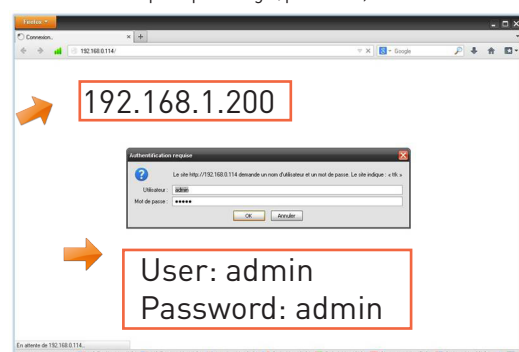 Firefox
Connexion...
192.168.0.114/
Google
192.168.1.200
Authentification requise
Le site http://192.168.0.114 demande un nom d'utilisateur et un mot de passe. Le site indique : « ttk »
Utilisateur : admin
Mot de passe : •••••
OK Annuler
User: admin
Password: admin
En attente de 192.168.0.114...